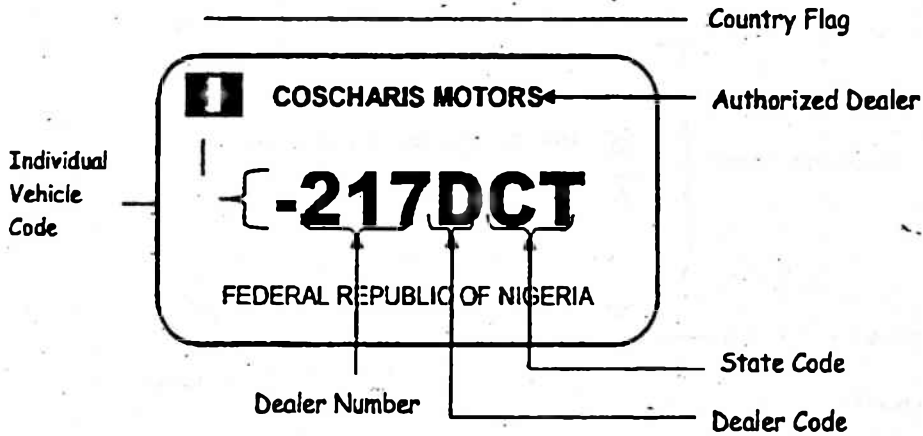 Country Flag
COSCHARIS MOTORS
Authorized Dealer
Individual
Vehicle
Code
-217DCT
FEDERAL REPUBLIC OF NIGERIA
State Code
Dealer Number
Dealer Code